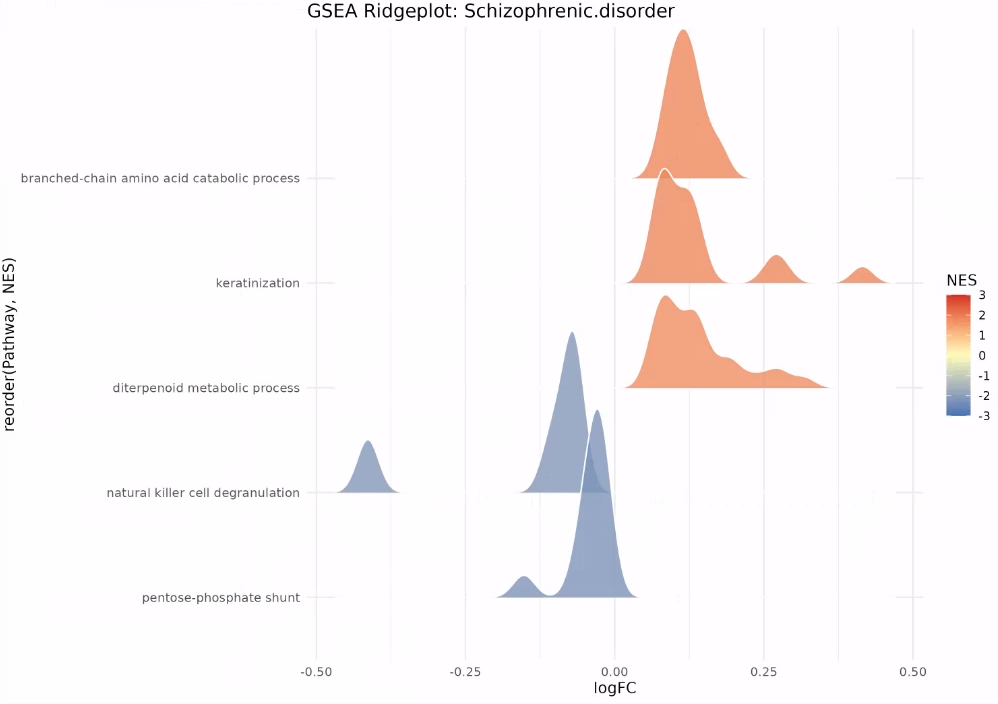 GSEA Ridgeplot: Schizophrenic.disorder
reorder(Pathway, NES)
branched-chain amino acid catabolic process
keratinization
diterpenoid metabolic process
natural killer cell degranulation
pentose-phosphate shunt
-0.50
-0.25
0.00
0.25
0.50
logFC
NES
3
2
1
0
-1
-2
-3